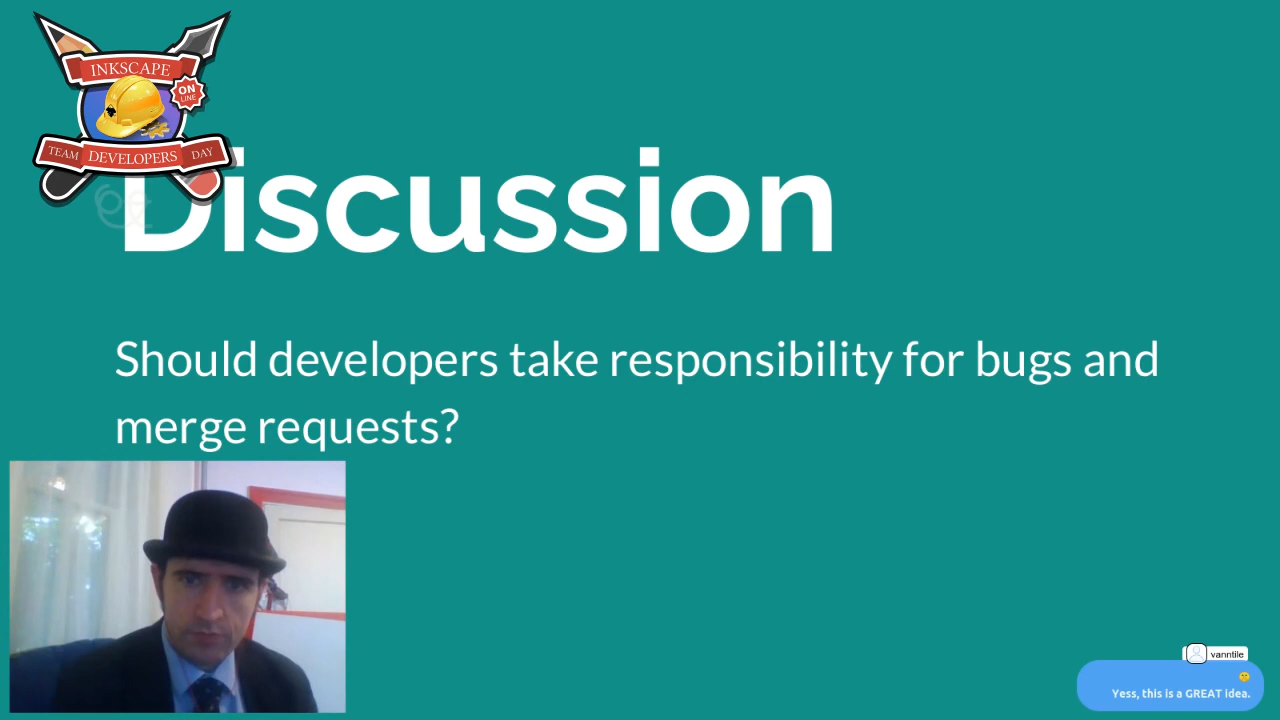 INKSCAPE
ON
LINE
TEAM DEVELOPERS DAY
Discussion
Should developers take responsibility for bugs and
merge requests?
vanntile
Yess, this is a GREAT idea.